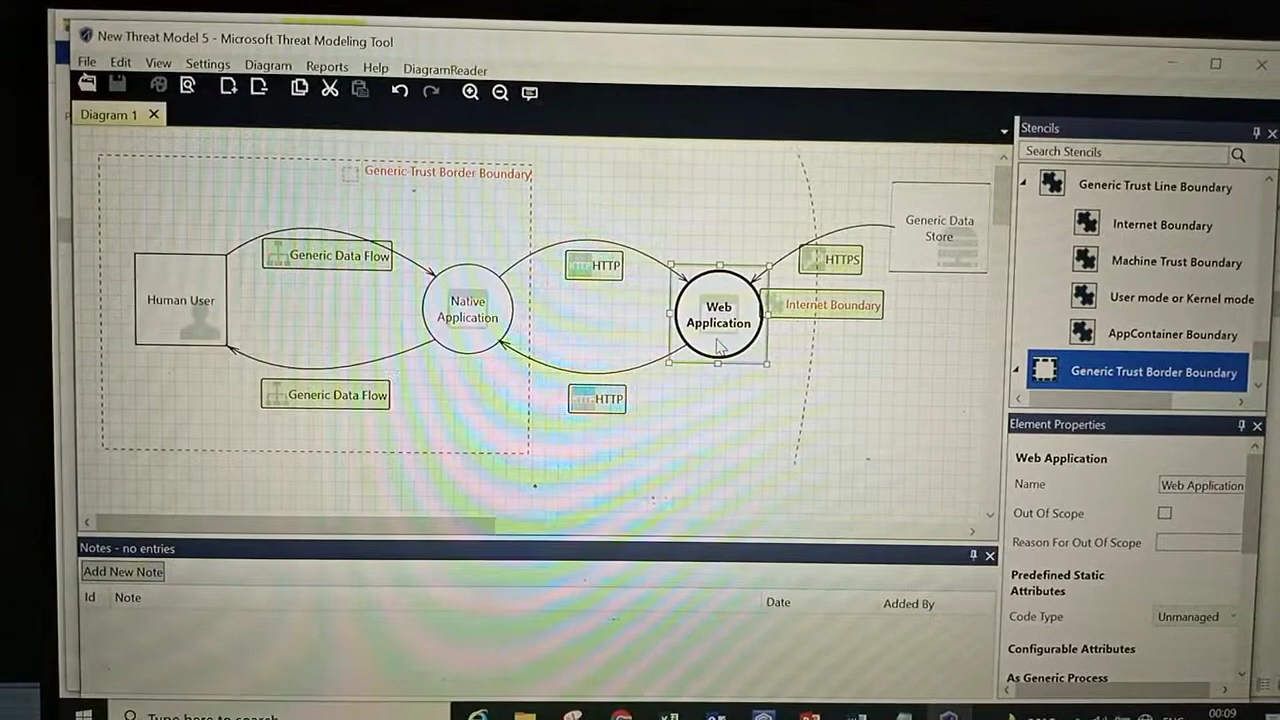 New Threat Model 5 - Microsoft Threat Modeling Tool
File Edit View Settings Diagram Reports Help DiagramReader
Diagram 1
Generic Trust Border Boundary
Human User
Generic Data Flow
Generic Data Flow
Native
Application
HTTP
HTTP
Web
Application
HTTPS
Internet Boundary
Generic Data
Store
Stencils
Search Stencils
Generic Trust Line Boundary
Internet Boundary
Machine Trust Boundary
User mode or Kernel mode
AppContainer Boundary
Generic Trust Border Boundary
Element Properties
Web Application
Name Web Application
Out Of Scope
Reason For Out Of Scope
Predefined Static
Attributes
Code Type Unmanaged
Configurable Attributes
As Generic Process
Notes - no entries
Add New Note
Id Note Date Added By
00:09